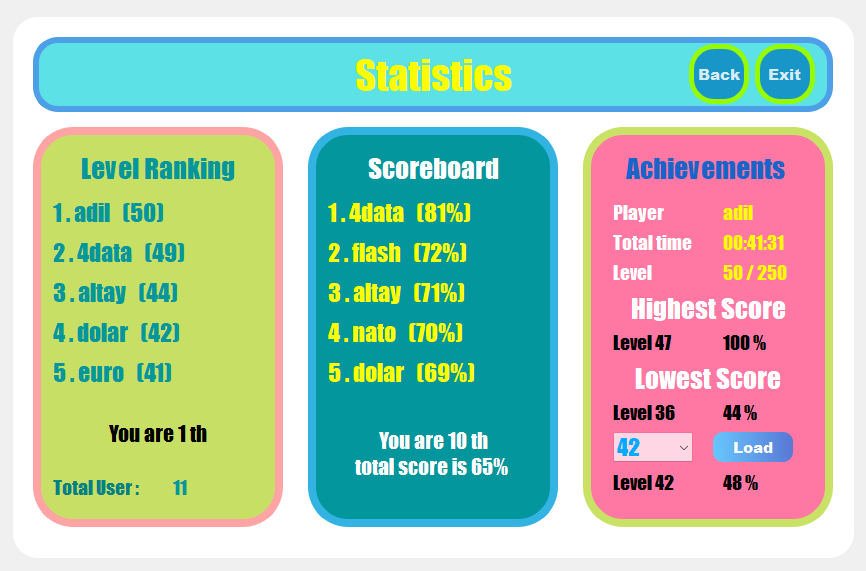 Statistics
Back
Exit
Level Ranking
1 . adil (50)
2 . 4data (49)
3 . altay (44)
4 . dolar (42)
5 . euro (41)
You are 1 th
Total User : 11
Scoreboard
1 . 4data (81%)
2 . flash (72%)
3 . altay (71%)
4 . nato (70%)
5 . dolar (69%)
You are 10 th
total score is 65%
Achievements
Player adil
Total time 00:41:31
Level 50 / 250
Highest Score
Level 47 100 %
Lowest Score
Level 36 44 %
42 Load
Level 42 48 %